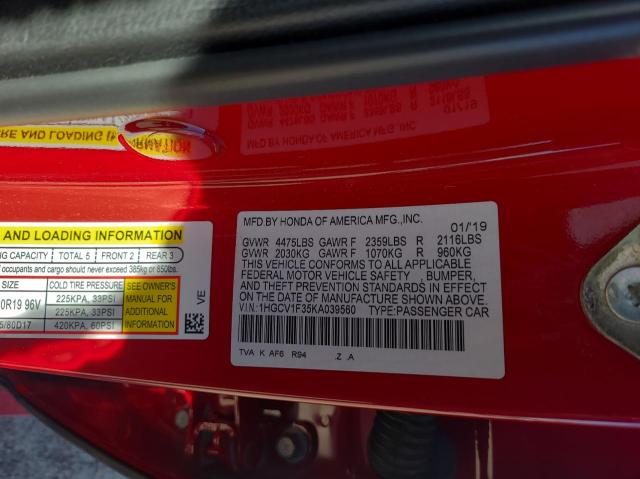 MFD.BY HONDA OF AMERICA MFG.,INC.
01/19
GVWR 4475LBS GAWR F 2359LBS R 2116LBS
GVWR 2030KG GAWR F 1070KG R 960KG
THIS VEHICLE CONFORMS TO ALL APPLICABLE
FEDERAL MOTOR VEHICLE SAFETY , BUMPER,
AND THEFT PREVENTION STANDARDS IN EFFECT ON THE
DATE OF MANUFACTURE SHOWN ABOVE.
V.I.N:1HGCV1F35KA039560 TYPE:PASSENGER CAR
TVA K AF6 R94 .Z .A
AND LOADING INFORMATION
CAPACITY TOTAL 5 FRONT 2 REAR 3
occupants and cargo should never exceed 385kg or 850lbs.
COLD TIRE PRESSURE
0R19 96V 225KPA, 33PSI
225KPA, 33PSI
5/80D17 420KPA, 60PSI
SEE OWNER'S
MANUAL FOR
ADDITIONAL
INFORMATION
VE